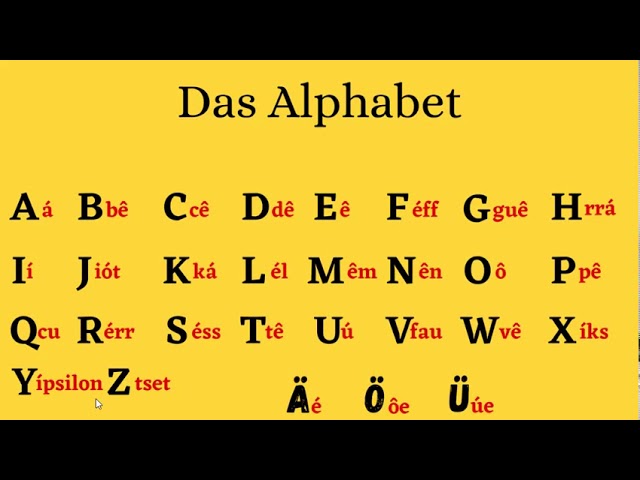 Das Alphabet
A á B bê C cê D dê E ê F éff G guê H rrá
I í J iót K ká L él M êm N ên O ô P pê
Q cu R érr S éss T tê U ú V fau W vê X íks
Y ípsilon Z tset
Ä é Ö ôe Ü úe